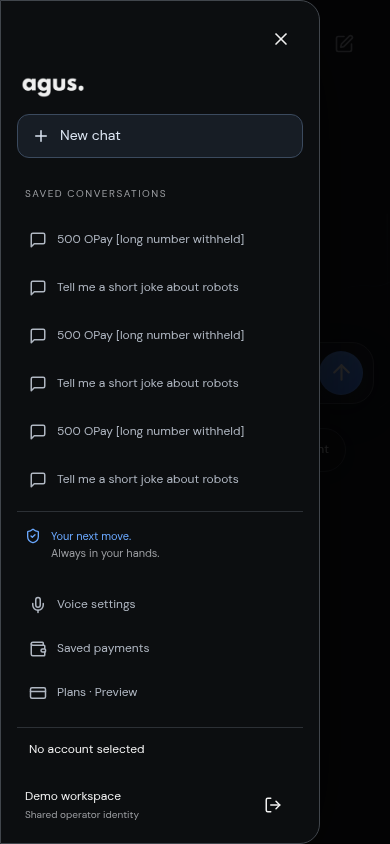 agus.
New chat
SAVED CONVERSATIONS
500 OPay [long number withheld]
Tell me a short joke about robots
500 OPay [long number withheld]
Tell me a short joke about robots
500 OPay [long number withheld]
Tell me a short joke about robots
Your next move.
Always in your hands.
Voice settings
Saved payments
Plans · Preview
No account selected
Demo workspace
Shared operator identity